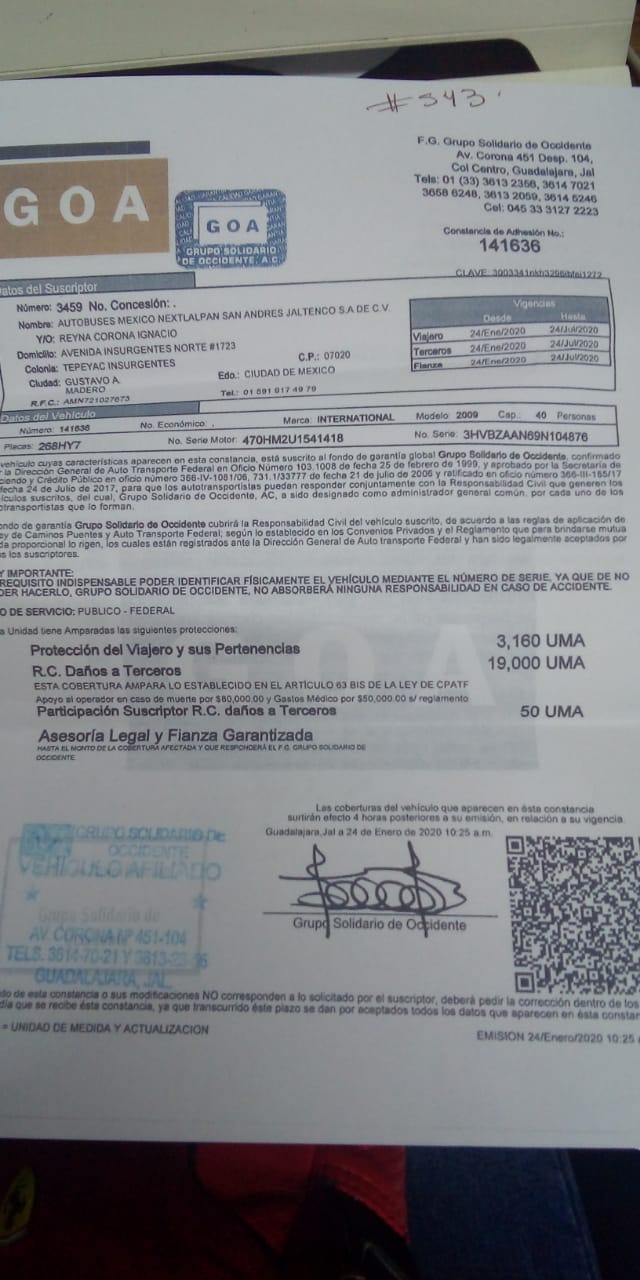 #543
F.G. Grupo Solidario de Occidente
Av. Corona 451 Desp. 104,
Col Centro, Guadalajara, Jal
Tels: 01 (33) 3613 2356, 3614 7021
3658 6248, 3613 2059, 3614 5246
Cel: 045 33 3127 2223
GOA
GOA
GRUPO SOLIDARIO
DE OCCIDENTE, A.C.
Constancia de Adhesión No.:
141636
CLAVE:
atos del Suscriptor
Número: 3459 No. Concesión: .
Nombre: AUTOBUSES MEXICO NEXTLALPAN SAN ANDRES JALTENCO S.A DE C.V.
Y/O: REYNA CORONA IGNACIO
Domicilio: AVENIDA INSURGENTES NORTE #1723
Colonia: TEPEYAC INSURGENTES C.P.: 07020
Ciudad: GUSTAVO A. MADERO Edo.: CIUDAD DE MEXICO
R.F.C.: Tel.:
Vigencias
Desde Hasta
Viajero 24/Ene/2020 24/Jul/2020
Terceros 24/Ene/2020 24/Jul/2020
Fianza 24/Ene/2020 24/Jul/2020
Datos del Vehículo
Número: 141636 No. Económico: . Marca: INTERNATIONAL Modelo: 2009 Cap.: 40 Personas
Placas: 268HY7 No. Serie Motor: 470HM2U1541418 No. Serie: 3HVBZAAN69N104876
vehículo cuyas características aparecen en esta constancia, está suscrito al fondo de garantía global Grupo Solidario de Occidente, confirmado
la Dirección General de Auto Transporte Federal en Oficio Número 103.1008 de fecha 25 de febrero de 1999, y aprobado por la Secretaría de
ciendo y Crédito Público en oficio número 366-IV-1081/06, 731.1/33777 de fecha 21 de julio de 2006 y ratificado en oficio número 366-III-165/17
fecha 24 de Julio de 2017, para que los autotransportistas puedan responder conjuntamente con la Responsabilidad Civil que generen los
ículos suscritos, del cual, Grupo Solidario de Occidente, AC, a sido designado como administrador general común, por cada uno de los
otransportistas que lo forman.
ondo de garantía Grupo Solidario de Occidente cubrirá la Responsabilidad Civil del vehículo suscrito, de acuerdo a las reglas de aplicación de
ey de Caminos Puentes y Auto Transporte Federal; según lo establecido en los Convenios Privados y el Reglamento que para brindarse mutua
da proporcional lo rigen, los cuales están registrados ante la Dirección General de Auto transporte Federal y han sido legalmente aceptados por
os los suscriptores.
Y IMPORTANTE:
REQUISITO INDISPENSABLE PODER IDENTIFICAR FÍSICAMENTE EL VEHÍCULO MEDIANTE EL NÚMERO DE SERIE, YA QUE DE NO
DER HACERLO, GRUPO SOLIDARIO DE OCCIDENTE, NO ABSORBERÁ NINGUNA RESPONSABILIDAD EN CASO DE ACCIDENTE.
O DE SERVICIO: PUBLICO - FEDERAL
a Unidad tiene Amparadas las siguientes protecciones:
Protección del Viajero y sus Pertenencias 3,160 UMA
R.C. Daños a Terceros 19,000 UMA
ESTA COBERTURA AMPARA LO ESTABLECIDO EN EL ARTÍCULO 63 BIS DE LA LEY DE CPATF
Apoyo al operador en caso de muerte por $60,000.00 y Gastos Médico por $50,000.00 s/ reglamento
Participación Suscriptor R.C. daños a Terceros 50 UMA
Asesoría Legal y Fianza Garantizada
HASTA EL MONTO DE LA COBERTURA AFECTADA Y QUE RESPONDERÁ EL F.G. GRUPO SOLIDARIO DE
OCCIDENTE
Las coberturas del vehículo que aparecen en ésta constancia
surtirán efecto 4 horas posteriores a su emisión, en relación a su vigencia.
Guadalajara,Jal a 24 de Enero de 2020 10:25 a.m.
GRUPO SOLIDARIO DE
OCCIDENTE
VEHÍCULO AFILIADO
Grupo Solidario de
AV. CORONA Nº 451-104
TELS. 3614-70-21 Y
GUADALAJARA, JAL.
Grupo Solidario de Occidente
do de esta constancia o sus modificaciones NO corresponden a lo solicitado por el suscriptor, deberá pedir la corrección dentro de los
día que se recibe ésta constancia, ya que transcurrido éste plazo se dan por aceptados todos los datos que aparecen en ésta constan
= UNIDAD DE MEDIDA Y ACTUALIZACION
EMISION 24/Enero/2020 10:25 a